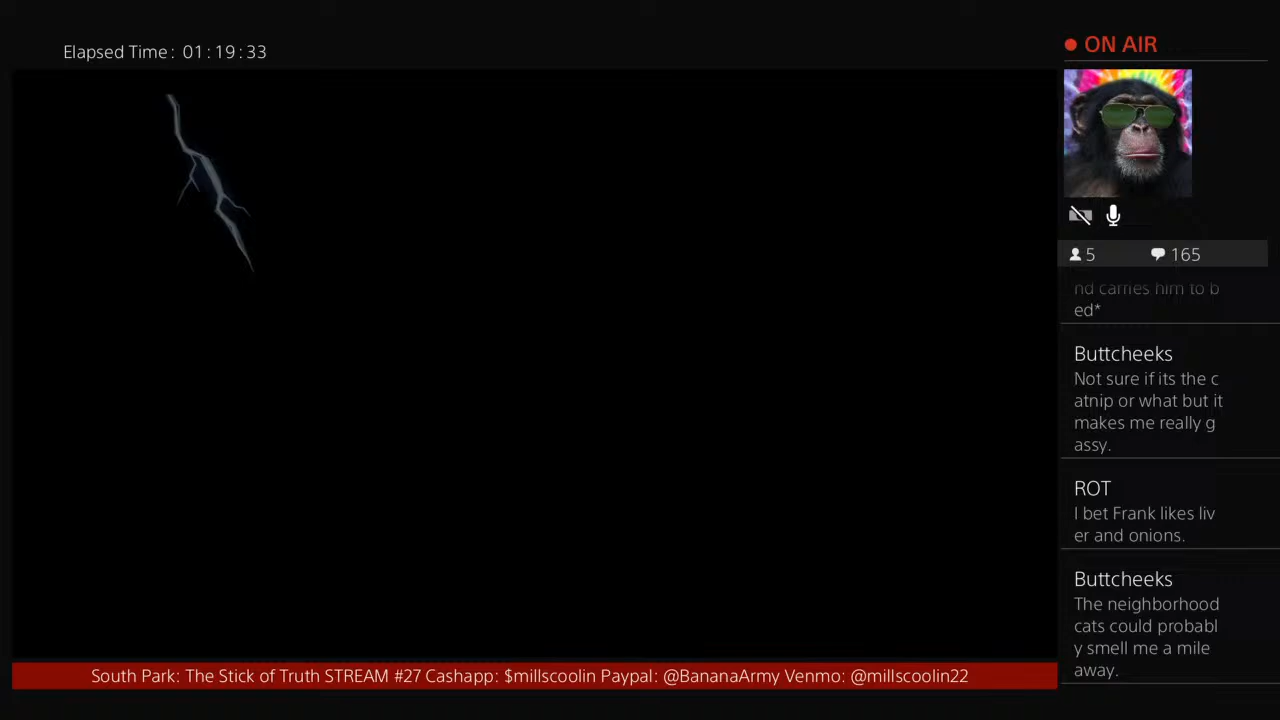 Elapsed Time: 01:19:33
ON AIR
5 165
nd carries him to b
ed*
Buttcheeks
Not sure if its the c
atnip or what but it
makes me really g
assy.
ROT
I bet Frank likes liv
er and onions.
Buttcheeks
The neighborhood
cats could probabl
y smell me a mile
away.
South Park: The Stick of Truth STREAM #27 Cashapp: $millscoolin Paypal: @BananaArmy Venmo: @millscoolin22